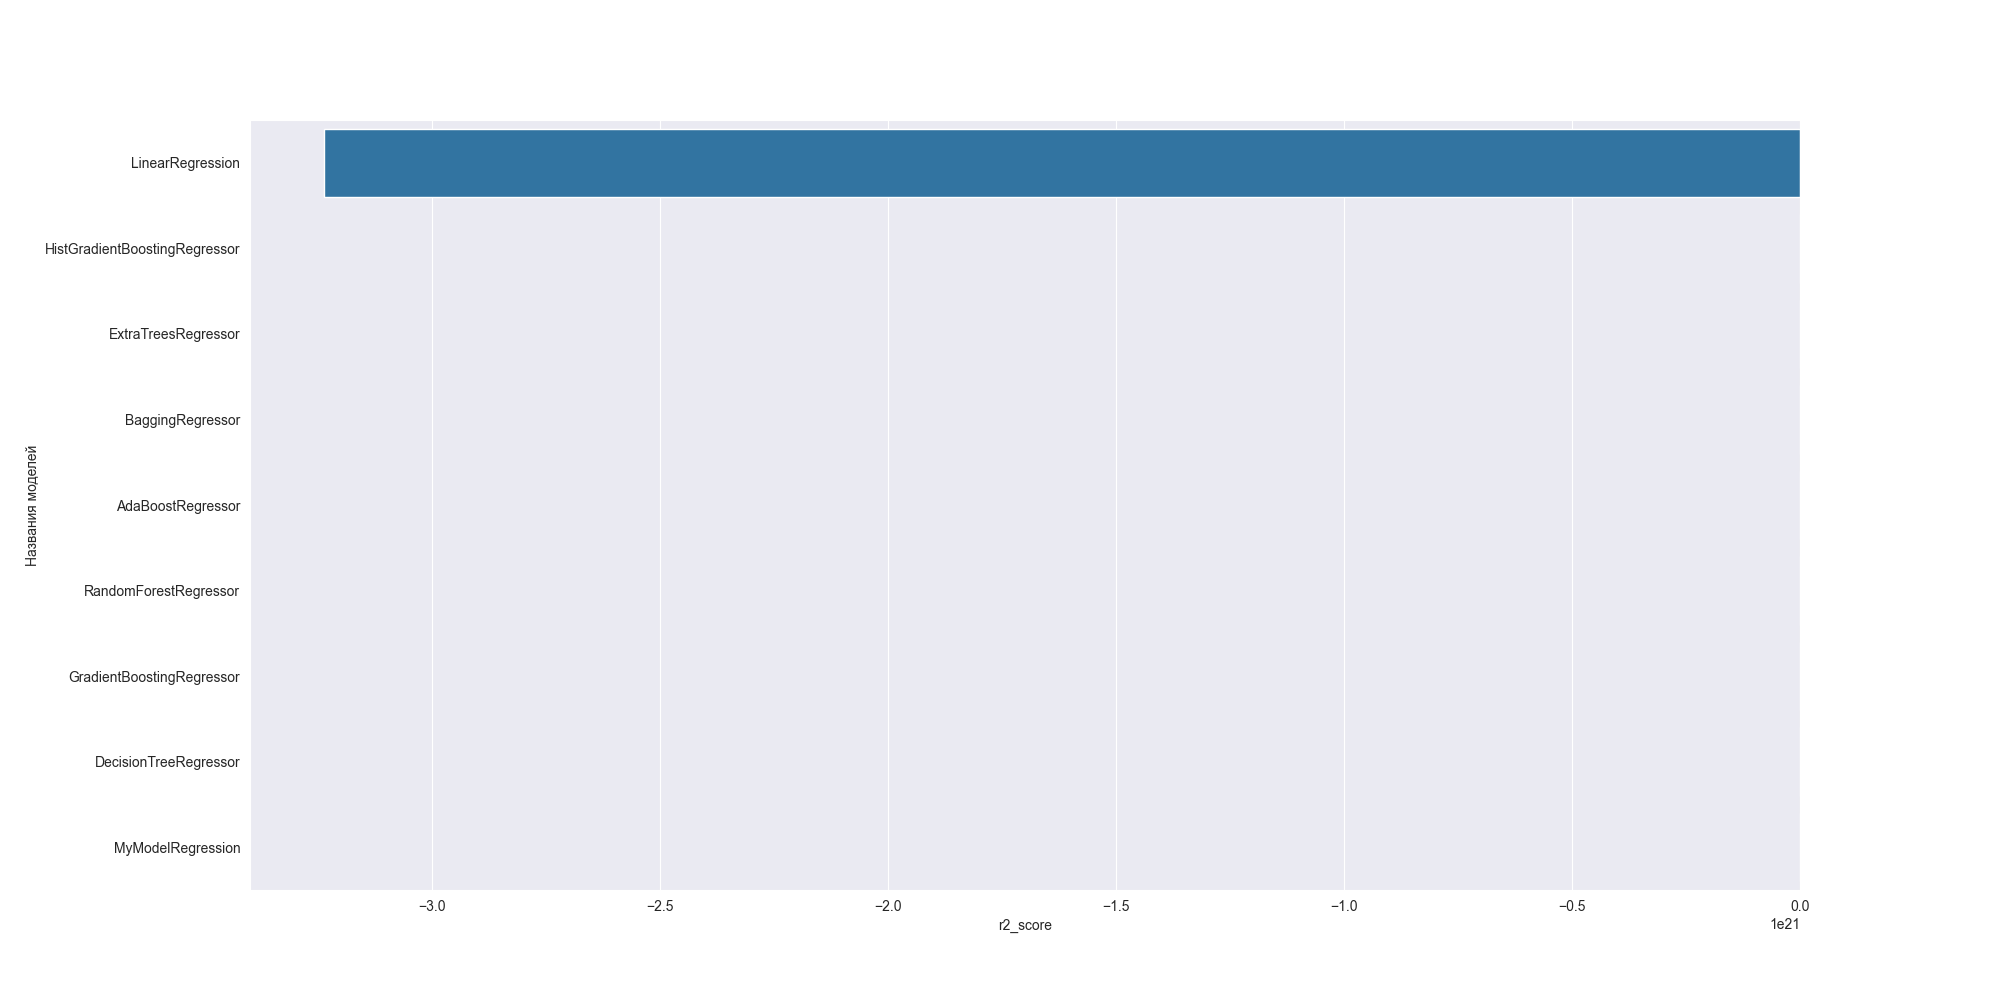 LinearRegression
HistGradientBoostingRegressor
ExtraTreesRegressor
BaggingRegressor
AdaBoostRegressor
RandomForestRegressor
GradientBoostingRegressor
DecisionTreeRegressor
MyModelRegression
Названия моделей
−3.0 −2.5 −2.0 −1.5 −1.0 −0.5 0.0
r2_score
1e21